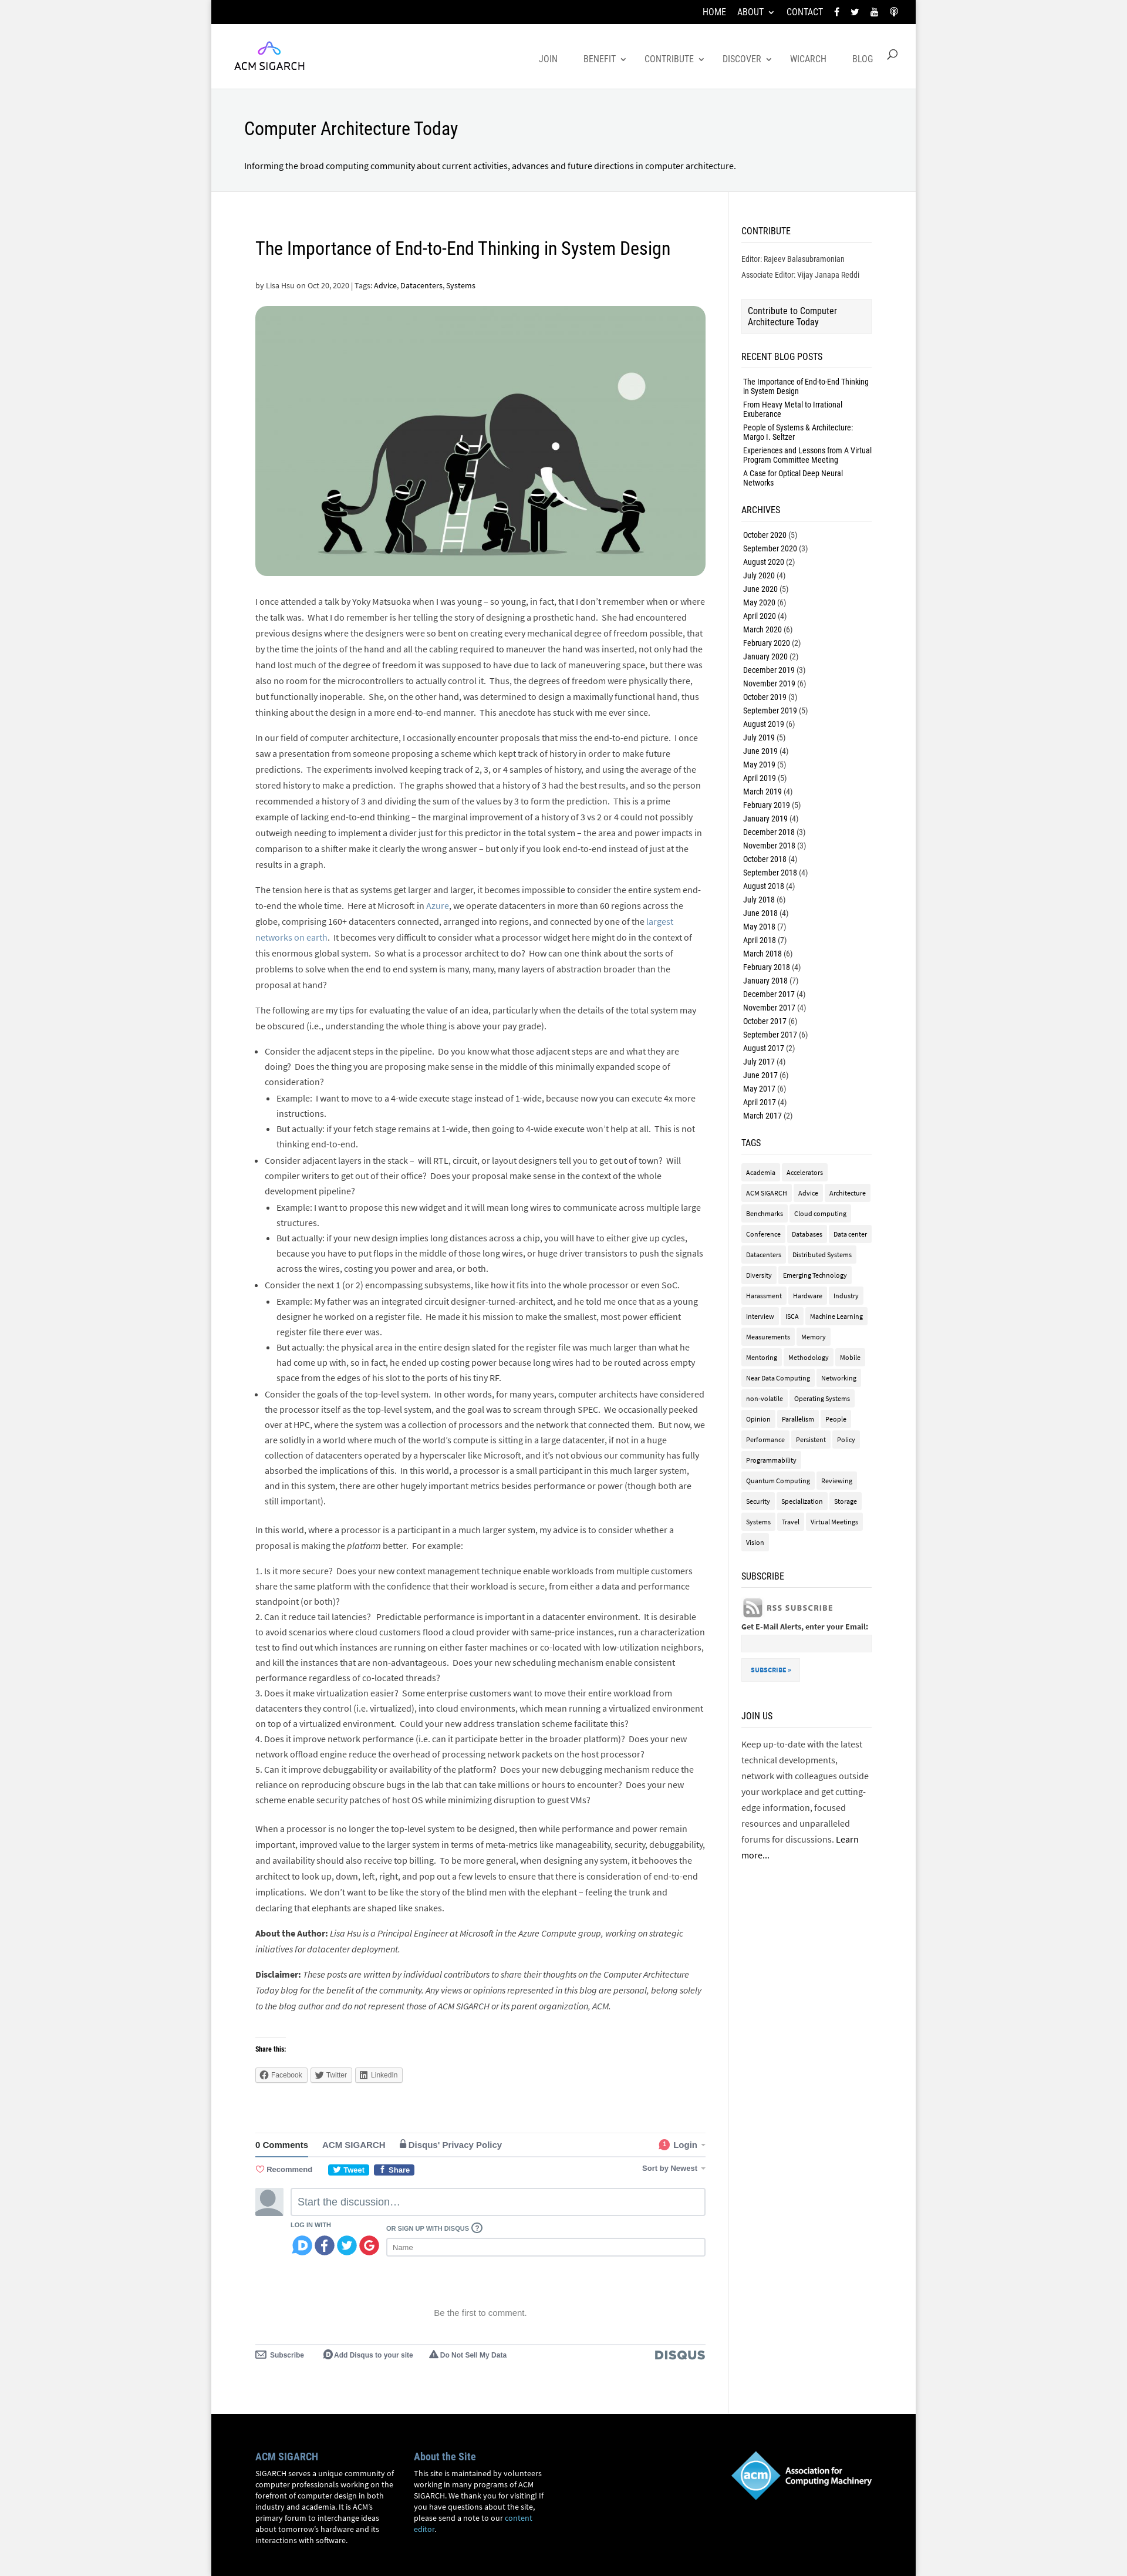 HOME ABOUT CONTACT
ACM SIGARCH
JOIN BENEFIT CONTRIBUTE DISCOVER WICARCH BLOG
Computer Architecture Today
Informing the broad computing community about current activities, advances and future directions in computer architecture.
The Importance of End-to-End Thinking in System Design
by Lisa Hsu on Oct 20, 2020 | Tags: Advice, Datacenters, Systems
I once attended a talk by Yoky Matsuoka when I was young – so young, in fact, that I don't remember when or where
the talk was. What I do remember is her telling the story of designing a prosthetic hand. She had encountered
previous designs where the designers were so bent on creating every mechanical degree of freedom possible, that
by the time the joints of the hand and all the cabling required to maneuver the hand was inserted, not only had the
hand lost much of the degree of freedom it was supposed to have due to lack of maneuvering space, but there was
also no room for the microcontrollers to actually control it. Thus, the degrees of freedom were physically there,
but functionally inoperable. She, on the other hand, was determined to design a maximally functional hand, thus
thinking about the design in a more end-to-end manner. This anecdote has stuck with me ever since.
In our field of computer architecture, I occasionally encounter proposals that miss the end-to-end picture. I once
saw a presentation from someone proposing a scheme which kept track of history in order to make future
predictions. The experiments involved keeping track of 2, 3, or 4 samples of history, and using the average of the
stored history to make a prediction. The graphs showed that a history of 3 had the best results, and so the person
recommended a history of 3 and dividing the sum of the values by 3 to form the prediction. This is a prime
example of lacking end-to-end thinking – the marginal improvement of a history of 3 vs 2 or 4 could not possibly
outweigh needing to implement a divider just for this predictor in the total system – the area and power impacts in
comparison to a shifter make it clearly the wrong answer – but only if you look end-to-end instead of just at the
results in a graph.
The tension here is that as systems get larger and larger, it becomes impossible to consider the entire system end-
to-end the whole time. Here at Microsoft in Azure, we operate datacenters in more than 60 regions across the
globe, comprising 160+ datacenters connected, arranged into regions, and connected by one of the largest
networks on earth. It becomes very difficult to consider what a processor widget here might do in the context of
this enormous global system. So what is a processor architect to do? How can one think about the sorts of
problems to solve when the end to end system is many, many, many layers of abstraction broader than the
proposal at hand?
The following are my tips for evaluating the value of an idea, particularly when the details of the total system may
be obscured (i.e., understanding the whole thing is above your pay grade).
Consider the adjacent steps in the pipeline. Do you know what those adjacent steps are and what they are
doing? Does the thing you are proposing make sense in the middle of this minimally expanded scope of
consideration?
Example: I want to move to a 4-wide execute stage instead of 1-wide, because now you can execute 4x more
instructions.
But actually: if your fetch stage remains at 1-wide, then going to 4-wide execute won't help at all. This is not
thinking end-to-end.
Consider adjacent layers in the stack – will RTL, circuit, or layout designers tell you to get out of town? Will
compiler writers to get out of their office? Does your proposal make sense in the context of the whole
development pipeline?
Example: I want to propose this new widget and it will mean long wires to communicate across multiple large
structures.
But actually: if your new design implies long distances across a chip, you will have to either give up cycles,
because you have to put flops in the middle of those long wires, or huge driver transistors to push the signals
across the wires, costing you power and area, or both.
Consider the next 1 (or 2) encompassing subsystems, like how it fits into the whole processor or even SoC.
Example: My father was an integrated circuit designer-turned-architect, and he told me once that as a young
designer he worked on a register file. He made it his mission to make the smallest, most power efficient
register file there ever was.
But actually: the physical area in the entire design slated for the register file was much larger than what he
had come up with, so in fact, he ended up costing power because long wires had to be routed across empty
space from the edges of his slot to the ports of his tiny RF.
Consider the goals of the top-level system. In other words, for many years, computer architects have considered
the processor itself as the top-level system, and the goal was to scream through SPEC. We occasionally peeked
over at HPC, where the system was a collection of processors and the network that connected them. But now, we
are solidly in a world where much of the world's compute is sitting in a large datacenter, if not in a huge
collection of datacenters operated by a hyperscaler like Microsoft, and it's not obvious our community has fully
absorbed the implications of this. In this world, a processor is a small participant in this much larger system,
and in this system, there are other hugely important metrics besides performance or power (though both are
still important).
In this world, where a processor is a participant in a much larger system, my advice is to consider whether a
proposal is making the platform better. For example:
1. Is it more secure? Does your new context management technique enable workloads from multiple customers
share the same platform with the confidence that their workload is secure, from either a data and performance
standpoint (or both)?
2. Can it reduce tail latencies? Predictable performance is important in a datacenter environment. It is desirable
to avoid scenarios where cloud customers flood a cloud provider with same-price instances, run a characterization
test to find out which instances are running on either faster machines or co-located with low-utilization neighbors,
and kill the instances that are non-advantageous. Does your new scheduling mechanism enable consistent
performance regardless of co-located threads?
3. Does it make virtualization easier? Some enterprise customers want to move their entire workload from
datacenters they control (i.e. virtualized), into cloud environments, which mean running a virtualized environment
on top of a virtualized environment. Could your new address translation scheme facilitate this?
4. Does it improve network performance (i.e. can it participate better in the broader platform)? Does your new
network offload engine reduce the overhead of processing network packets on the host processor?
5. Can it improve debuggability or availability of the platform? Does your new debugging mechanism reduce the
reliance on reproducing obscure bugs in the lab that can take millions or hours to encounter? Does your new
scheme enable security patches of host OS while minimizing disruption to guest VMs?
When a processor is no longer the top-level system to be designed, then while performance and power remain
important, improved value to the larger system in terms of meta-metrics like manageability, security, debuggability,
and availability should also receive top billing. To be more general, when designing any system, it behooves the
architect to look up, down, left, right, and pop out a few levels to ensure that there is consideration of end-to-end
implications. We don't want to be like the story of the blind men with the elephant – feeling the trunk and
declaring that elephants are shaped like snakes.
About the Author: Lisa Hsu is a Principal Engineer at Microsoft in the Azure Compute group, working on strategic
initiatives for datacenter deployment.
Disclaimer: These posts are written by individual contributors to share their thoughts on the Computer Architecture
Today blog for the benefit of the community. Any views or opinions represented in this blog are personal, belong solely
to the blog author and do not represent those of ACM SIGARCH or its parent organization, ACM.
Share this:
Facebook Twitter LinkedIn
0 Comments ACM SIGARCH Disqus' Privacy Policy 1 Login
Recommend Tweet Share Sort by Newest
Start the discussion…
LOG IN WITH
OR SIGN UP WITH DISQUS ?
Name
Be the first to comment.
Subscribe Add Disqus to your site Do Not Sell My Data DISQUS
CONTRIBUTE
Editor: Rajeev Balasubramonian
Associate Editor: Vijay Janapa Reddi
Contribute to Computer
Architecture Today
RECENT BLOG POSTS
The Importance of End-to-End Thinking
in System Design
From Heavy Metal to Irrational
Exuberance
People of Systems & Architecture:
Margo I. Seltzer
Experiences and Lessons from A Virtual
Program Committee Meeting
A Case for Optical Deep Neural
Networks
ARCHIVES
October 2020 (5)
September 2020 (3)
August 2020 (2)
July 2020 (4)
June 2020 (5)
May 2020 (6)
April 2020 (4)
March 2020 (6)
February 2020 (2)
January 2020 (2)
December 2019 (3)
November 2019 (6)
October 2019 (3)
September 2019 (5)
August 2019 (6)
July 2019 (5)
June 2019 (4)
May 2019 (5)
April 2019 (5)
March 2019 (4)
February 2019 (5)
January 2019 (4)
December 2018 (3)
November 2018 (3)
October 2018 (4)
September 2018 (4)
August 2018 (4)
July 2018 (6)
June 2018 (4)
May 2018 (7)
April 2018 (7)
March 2018 (6)
February 2018 (4)
January 2018 (7)
December 2017 (4)
November 2017 (4)
October 2017 (6)
September 2017 (6)
August 2017 (2)
July 2017 (4)
June 2017 (6)
May 2017 (6)
April 2017 (4)
March 2017 (2)
TAGS
Academia Accelerators
ACM SIGARCH Advice Architecture
Benchmarks Cloud computing
Conference Databases Data center
Datacenters Distributed Systems
Diversity Emerging Technology
Harassment Hardware Industry
Interview ISCA Machine Learning
Measurements Memory
Mentoring Methodology Mobile
Near Data Computing Networking
non-volatile Operating Systems
Opinion Parallelism People
Performance Persistent Policy
Programmability
Quantum Computing Reviewing
Security Specialization Storage
Systems Travel Virtual Meetings
Vision
SUBSCRIBE
RSS SUBSCRIBE
Get E-Mail Alerts, enter your Email:
SUBSCRIBE »
JOIN US
Keep up-to-date with the latest
technical developments,
network with colleagues outside
your workplace and get cutting-
edge information, focused
resources and unparalleled
forums for discussions. Learn
more...
ACM SIGARCH
SIGARCH serves a unique community of
computer professionals working on the
forefront of computer design in both
industry and academia. It is ACM's
primary forum to interchange ideas
about tomorrow's hardware and its
interactions with software.
About the Site
This site is maintained by volunteers
working in many programs of ACM
SIGARCH. We thank you for visiting! If
you have questions about the site,
please send a note to our content
editor.
acm Association for
Computing Machinery